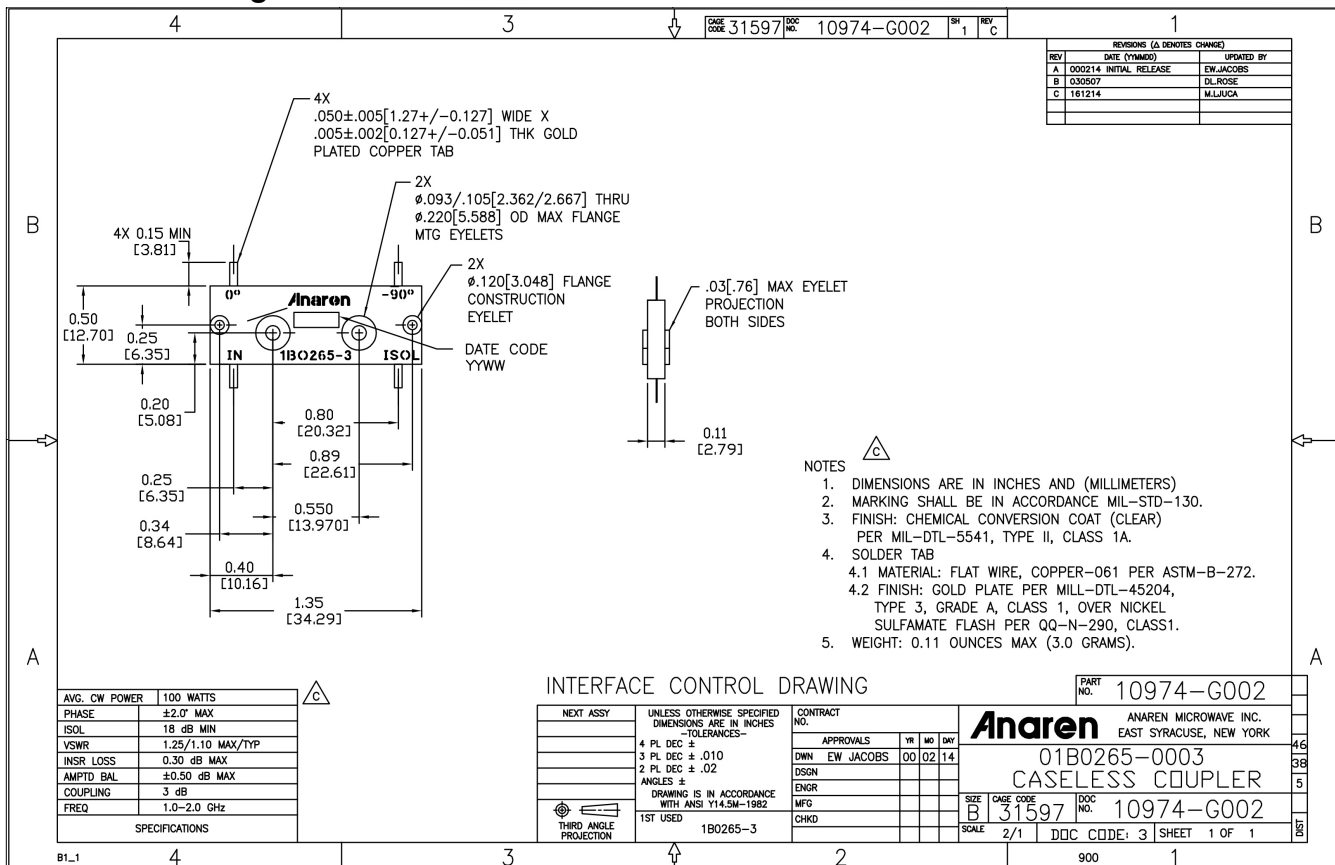 4
3
CAGE CODE 31597 DOC NO. 10974-G002 SH 1 REV C
1
REVISIONS (Δ DENOTES CHANGE)
REV DATE (YYMMDD) UPDATED BY
A 000214 INITIAL RELEASE EW.JACOBS
B 030507 DL.ROSE
C 161214 M.LJUCA
B
B
4X
.050±.005[1.27+/-0.127] WIDE X
.005±.002[0.127+/-0.051] THK GOLD
PLATED COPPER TAB
2X
ø.093/.105[2.362/2.667] THRU
ø.220[5.588] OD MAX FLANGE
MTG EYELETS
4X 0.15 MIN
[3.81]
2X
ø.120[3.048] FLANGE
CONSTRUCTION
EYELET
.03[.76] MAX EYELET
PROJECTION
BOTH SIDES
0°
Anaren
-90°
0.50
[12.70]
0.25
[6.35]
IN 1B0265-3 ISOL
DATE CODE
YYWW
0.20
[5.08]
0.80
[20.32]
0.89
[22.61]
0.11
[2.79]
0.25
[6.35]
0.550
[13.970]
0.34
[8.64]
0.40
[10.16]
1.35
[34.29]
C
NOTES
1. DIMENSIONS ARE IN INCHES AND (MILLIMETERS)
2. MARKING SHALL BE IN ACCORDANCE MIL-STD-130.
3. FINISH: CHEMICAL CONVERSION COAT (CLEAR)
PER MIL-DTL-5541, TYPE II, CLASS 1A.
4. SOLDER TAB
4.1 MATERIAL: FLAT WIRE, COPPER-061 PER ASTM-B-272.
4.2 FINISH: GOLD PLATE PER MILL-DTL-45204,
TYPE 3, GRADE A, CLASS 1, OVER NICKEL
SULFAMATE FLASH PER QQ-N-290, CLASS1.
5. WEIGHT: 0.11 OUNCES MAX (3.0 GRAMS).
A
A
AVG. CW POWER 100 WATTS
PHASE ±2.0° MAX
ISOL 18 dB MIN
VSWR 1.25/1.10 MAX/TYP
INSR LOSS 0.30 dB MAX
AMPTD BAL ±0.50 dB MAX
COUPLING 3 dB
FREQ 1.0-2.0 GHz
SPECIFICATIONS
C
INTERFACE CONTROL DRAWING
PART NO. 10974-G002
NEXT ASSY
UNLESS OTHERWISE SPECIFIED
DIMENSIONS ARE IN INCHES
-TOLERANCES-
4 PL DEC ±
3 PL DEC ± .010
2 PL DEC ± .02
ANGLES ±
DRAWING IS IN ACCORDANCE
WITH ANSI Y14.5M-1982
1ST USED
1B0265-3
THIRD ANGLE
PROJECTION
CONTRACT
NO.
APPROVALS YR MO DAY
DWN EW JACOBS 00 02 14
DSGN
ENGR
MFG
CHKD
Anaren
ANAREN MICROWAVE INC.
EAST SYRACUSE, NEW YORK
01B0265-0003
CASELESS COUPLER
SIZE B CAGE CODE 31597 DOC NO. 10974-G002
SCALE 2/1 DOC CODE: 3 SHEET 1 OF 1
46
38
5
DIST
B1_1
4
3
2
900
1